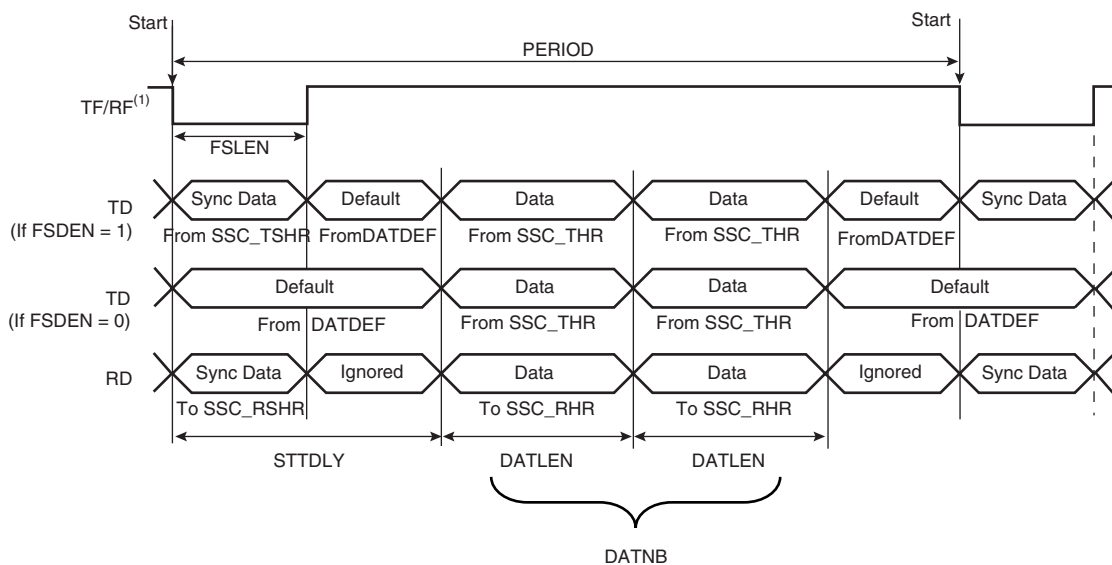 Start
Start
PERIOD
TF/RF(1)
FSLEN
TD
(If FSDEN = 1)
Sync Data
Default
Data
Data
Default
Sync Data
From SSC_TSHR
FromDATDEF
From SSC_THR
From SSC_THR
FromDATDEF
TD
(If FSDEN = 0)
Default
Data
Data
Default
From DATDEF
From SSC_THR
From SSC_THR
From DATDEF
RD
Sync Data
Ignored
Data
Data
Ignored
Sync Data
To SSC_RSHR
To SSC_RHR
To SSC_RHR
STTDLY
DATLEN
DATLEN
DATNB